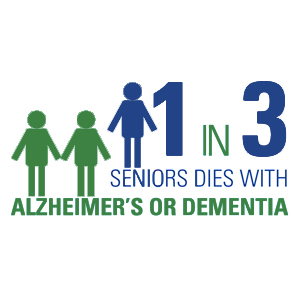 1 IN 3
SENIORS DIES WITH
ALZHEIMER'S OR DEMENTIA